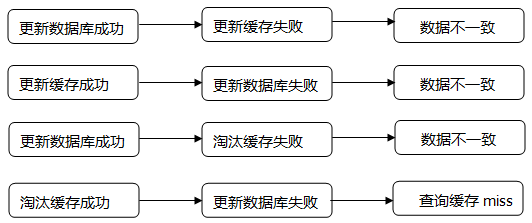 更新数据库成功 更新缓存失败 数据不一致
更新缓存成功 更新数据库失败 数据不一致
更新数据库成功 淘汰缓存失败 数据不一致
淘汰缓存成功 更新数据库失败 查询缓存 miss